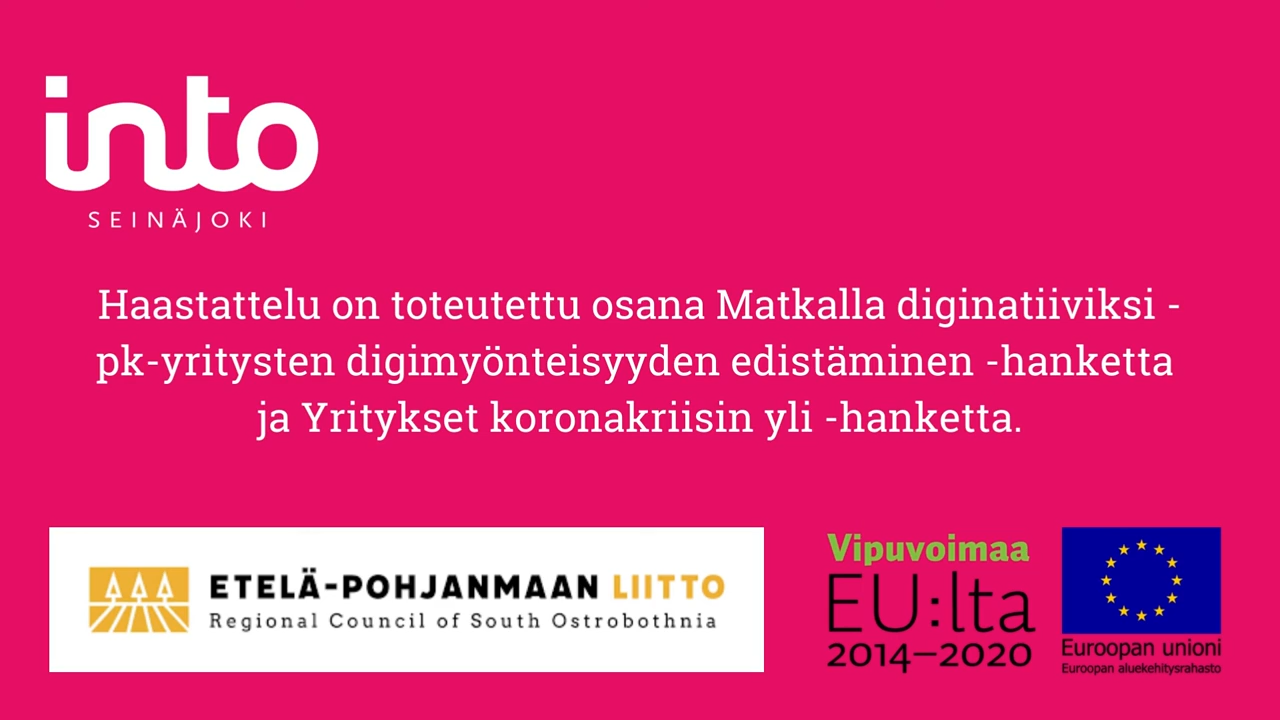 into
SEINÄJOKI
Haastattelu on toteutettu osana Matkalla diginatiiviksi -
pk-yritysten digimyönteisyyden edistäminen -hanketta
ja Yritykset koronakriisin yli -hanketta.
ETELÄ-POHJANMAAN LIITTO
Regional Council of South Ostrobothnia
Vipuvoimaa
EU:lta
2014–2020
Euroopan unioni
Euroopan aluekehitysrahasto